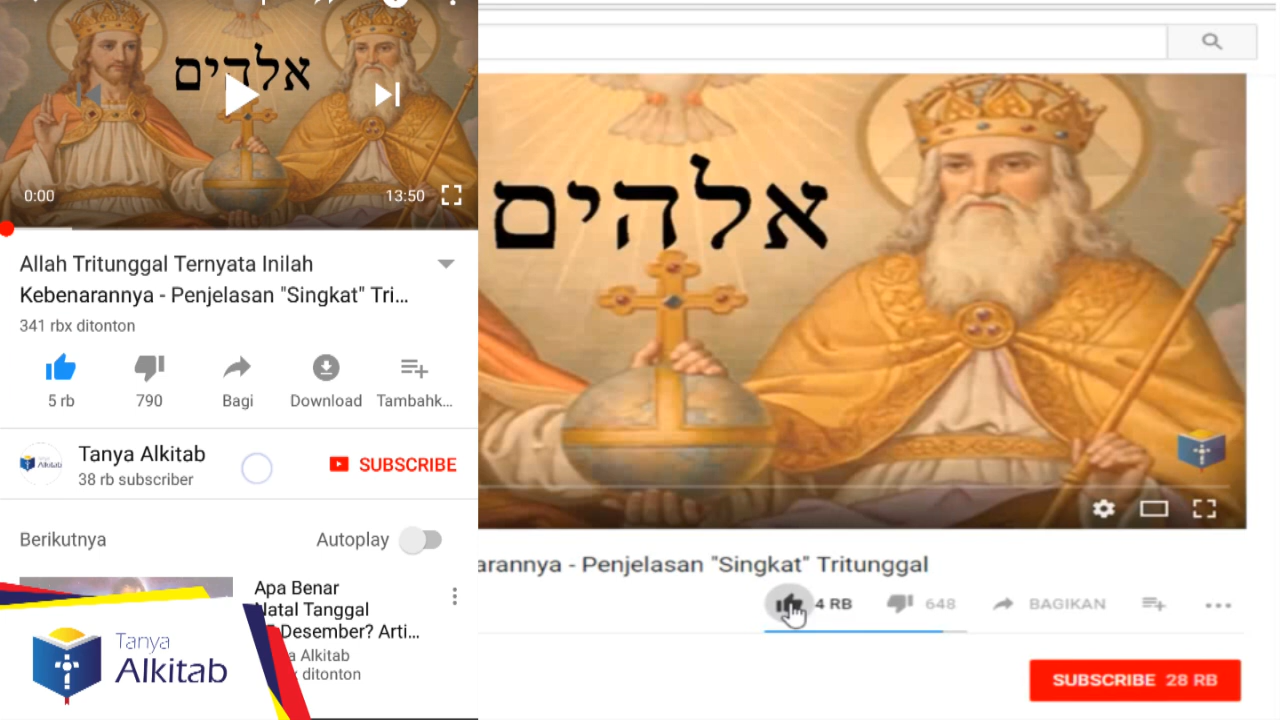 אלהים
0:00
13:50
Allah Tritunggal Ternyata Inilah
Kebenarannya - Penjelasan "Singkat" Tri...
341 rbx ditonton
5 rb
790
Bagi
Download
Tambahk...
Tanya Alkitab
38 rb subscriber
SUBSCRIBE
Berikutnya
Autoplay
Apa Benar
Natal Tanggal
Desember? Arti...
Alkitab
ditonton
Tanya
Alkitab
אלהים
arannya - Penjelasan "Singkat" Tritunggal
4 RB
648
BAGIKAN
SUBSCRIBE 28 RB